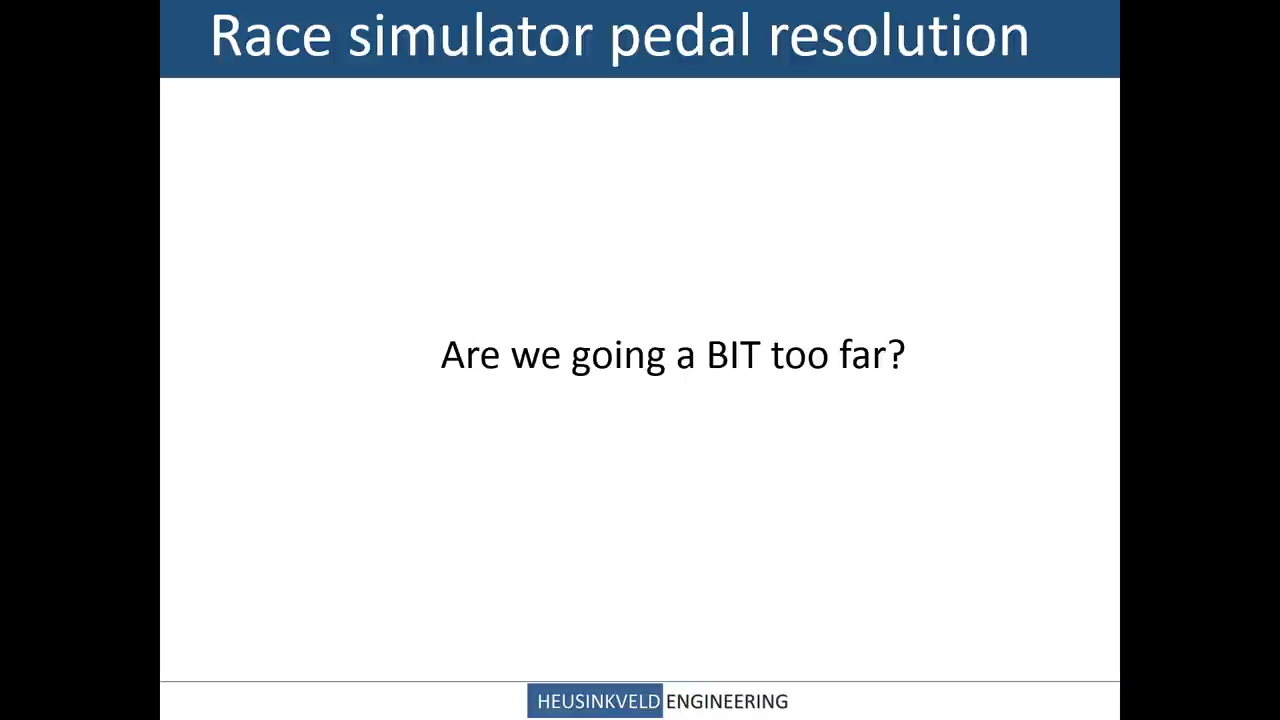 Race simulator pedal resolution
Are we going a BIT too far?
HEUSINKVELD ENGINEERING